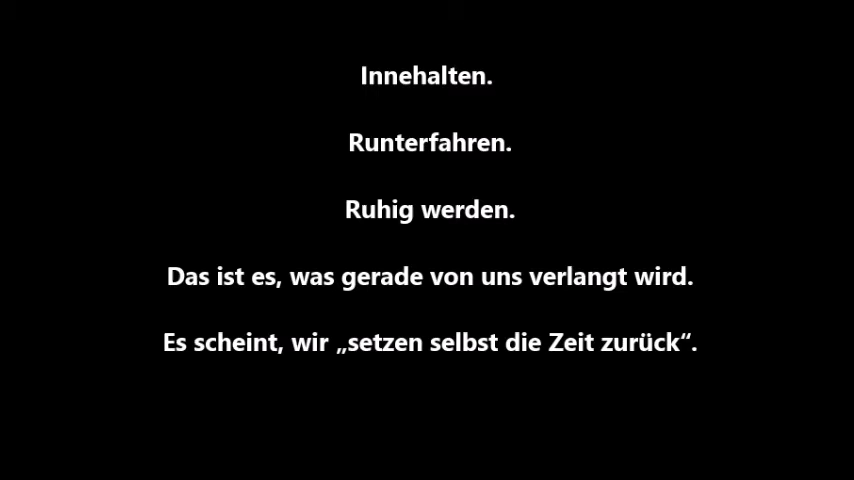 Innehalten.
Runterfahren.
Ruhig werden.
Das ist es, was gerade von uns verlangt wird.
Es scheint, wir „setzen selbst die Zeit zurück“.